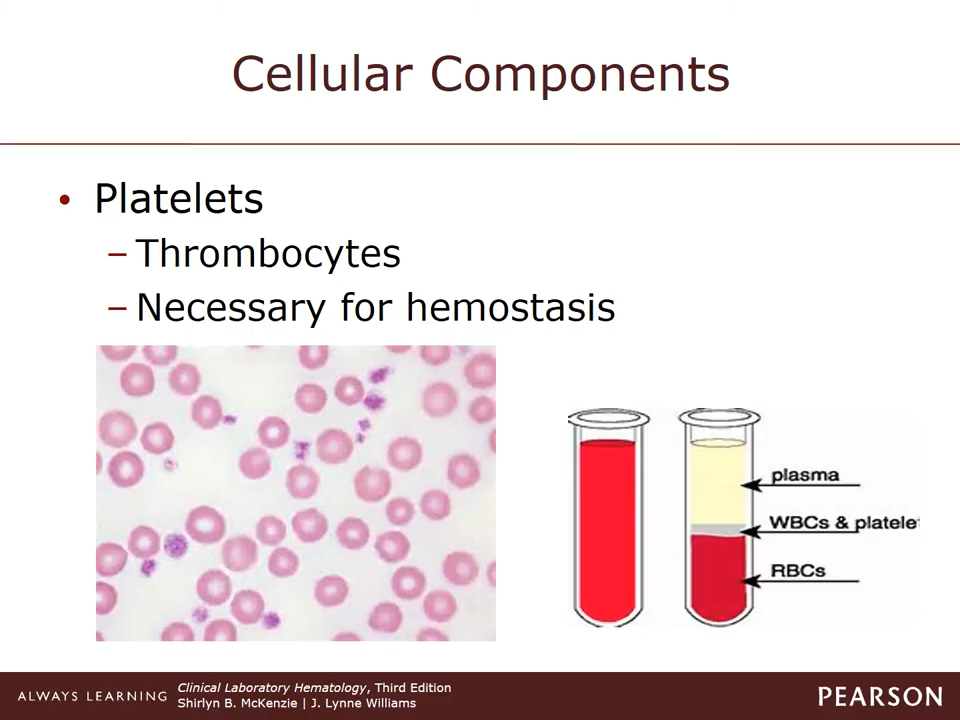 Cellular Components
• Platelets
– Thrombocytes
– Necessary for hemostasis
plasma
WBCs & platelet
RBCs
ALWAYS LEARNING
Clinical Laboratory Hematology, Third Edition
Shirlyn B. McKenzie | J. Lynne Williams
PEARSON